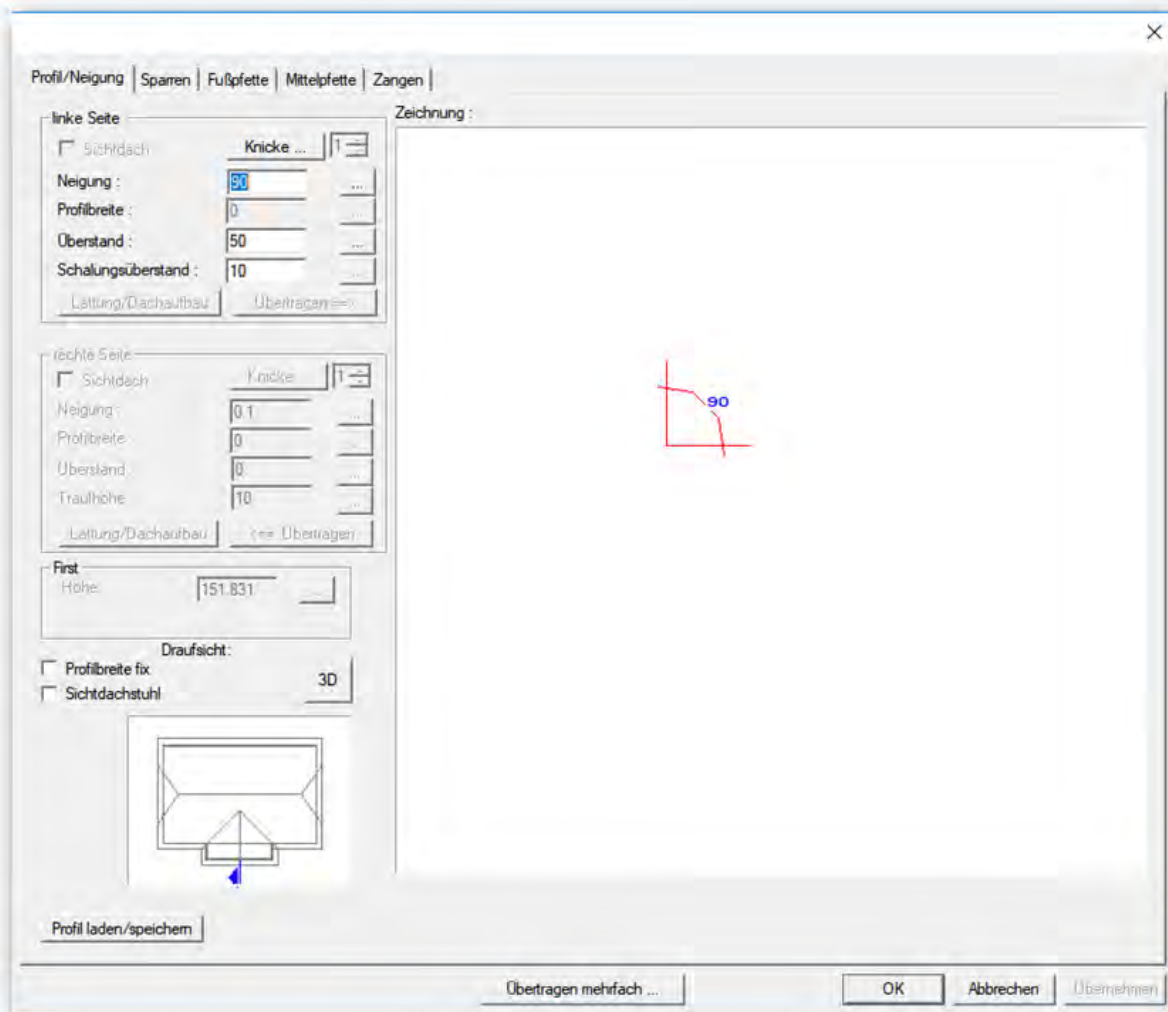 Profil/Neigung Sparren Fußpfette Mittelpfette Zangen
linke Seite
Sichtdach Knicke ... 1
Neigung : 90 ...
Profilbreite : 0 ...
Überstand : 50 ...
Schalungsüberstand : 10 ...
Lattung/Dachaufbau Übertragen ==>
rechte Seite
Sichtdach Knicke 1
Neigung : 0.1 ...
Profilbreite 0 ...
Überstand 0 ...
Traufhöhe 10 ...
Lattung/Dachaufbau <== Übertragen
First
Höhe: 151.831 ...
Draufsicht:
Profilbreite fix
Sichtdachstuhl
3D
Profil laden/speichern
Zeichnung :
90
Übertragen mehrfach ... OK Abbrechen Übernehmen